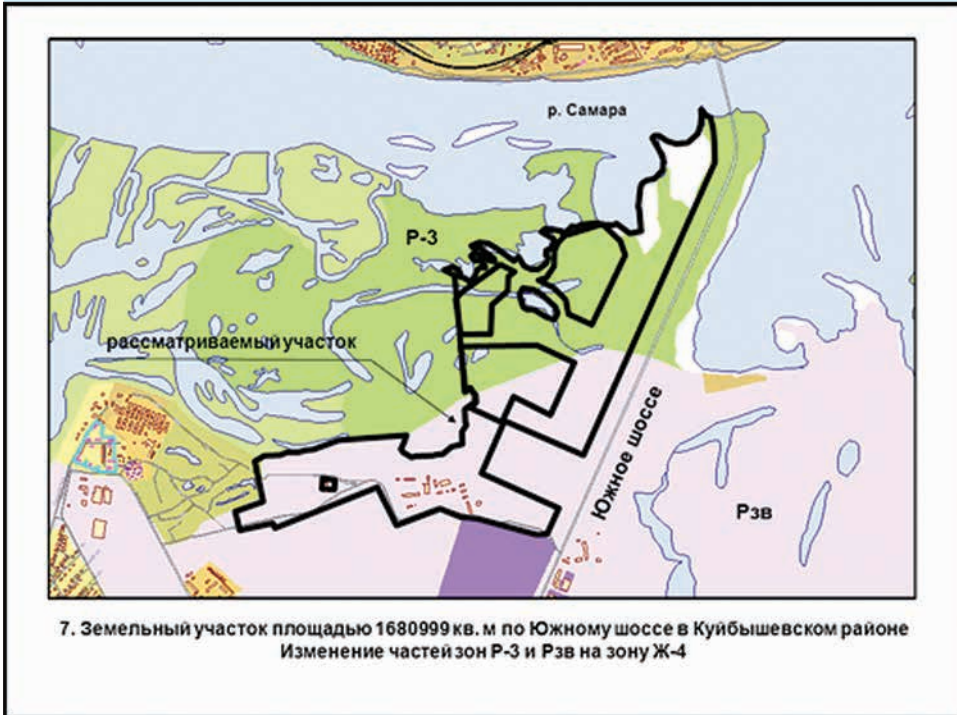 р. Самара
Р-3
рассматриваемый участок
Южное шоссе
Рзв
7. Земельный участок площадью 1680999 кв. м по Южному шоссе в Куйбышевском районе
Изменение частей зон Р-3 и Рзв на зону Ж-4